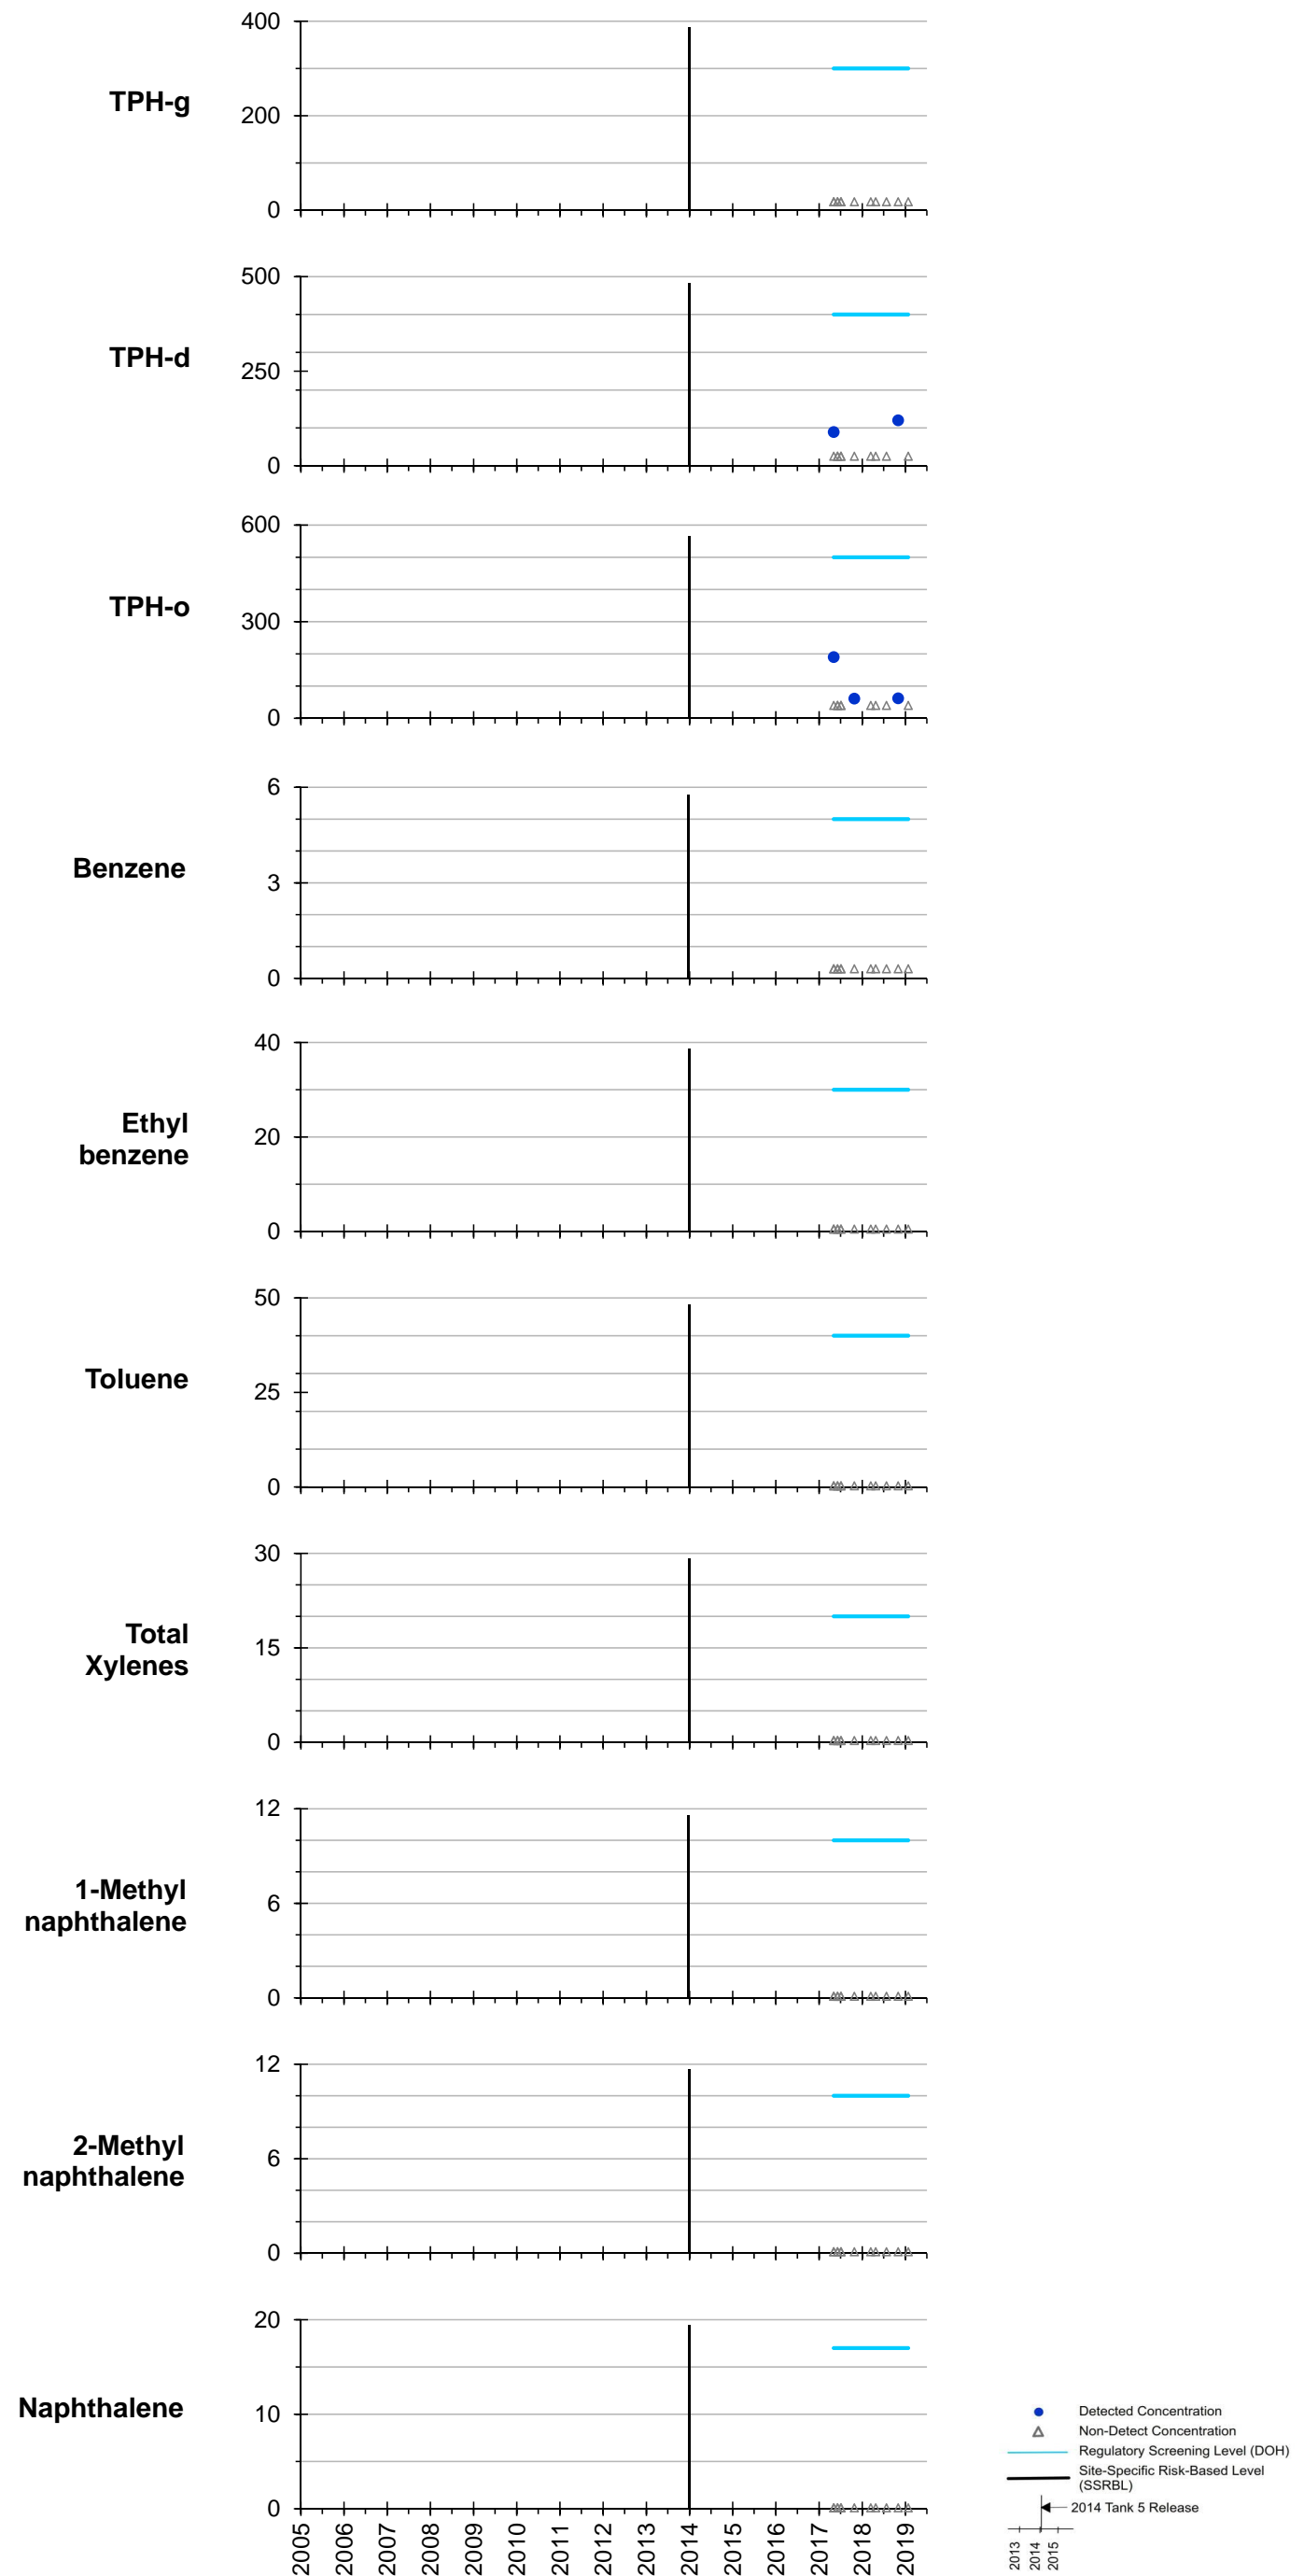 400
TPH-g
200
0
500
TPH-d
250
0
600
TPH-o
300
0
6
Benzene
3
0
40
Ethyl
benzene
20
0
50
Toluene
25
0
30
Total
Xylenes
15
0
12
1-Methyl
naphthalene
6
0
12
2-Methyl
naphthalene
6
0
20
Naphthalene
10
0
2005 2006 2007 2008 2009 2010 2011 2012 2013 2014 2015 2016 2017 2018 2019
Detected Concentration
Non-Detect Concentration
Regulatory Screening Level (DOH)
Site-Specific Risk-Based Level
(SSRBL)
2014 Tank 5 Release
2013 2014 2015